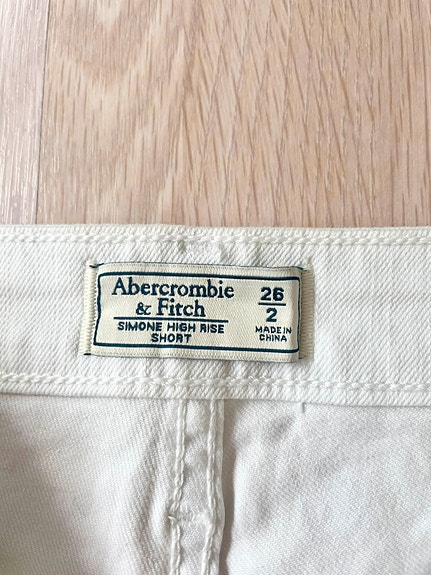 Abercrombie
& Fitch
SIMONE HIGH RISE
SHORT
26
2
MADE IN
CHINA